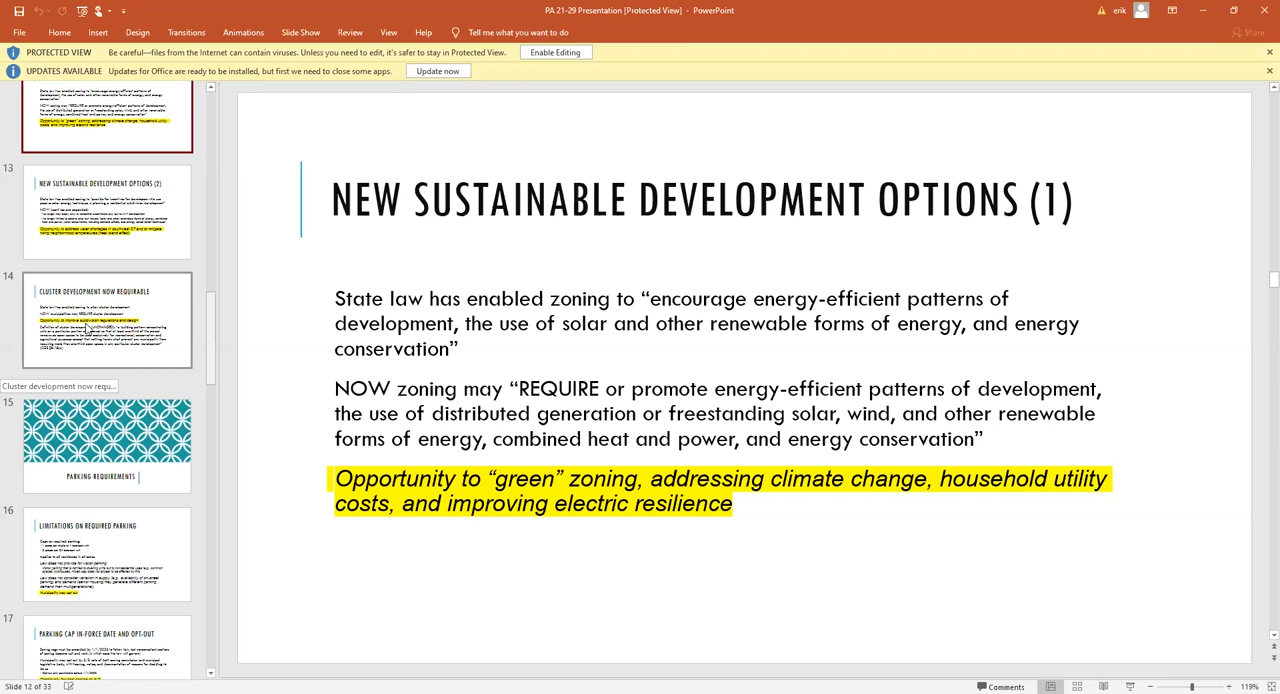 PA 21-29 Presentation [Protected View] - PowerPoint
erik
File Home Insert Design Transitions Animations Slide Show Review View Help Tell me what you want to do
Share
PROTECTED VIEW Be careful—files from the Internet can contain viruses. Unless you need to edit, it's safer to stay in Protected View. Enable Editing
UPDATES AVAILABLE Updates for Office are ready to be installed, but first we need to close some apps. Update now
13
NEW SUSTAINABLE DEVELOPMENT OPTIONS (2)
14
CLUSTER DEVELOPMENT NOW REQUIRABLE
Cluster development now requ...
15
PARKING REQUIREMENTS
16
LIMITATIONS ON REQUIRED PARKING
Municipality may opt out
17
PARKING CAP IN-FORCE DATE AND OPT-OUT
NEW SUSTAINABLE DEVELOPMENT OPTIONS (1)
State law has enabled zoning to “encourage energy-efficient patterns of
development, the use of solar and other renewable forms of energy, and energy
conservation”
NOW zoning may “REQUIRE or promote energy-efficient patterns of development,
the use of distributed generation or freestanding solar, wind, and other renewable
forms of energy, combined heat and power, and energy conservation”
Opportunity to “green” zoning, addressing climate change, household utility
costs, and improving electric resilience
Slide 12 of 33
Comments
119%